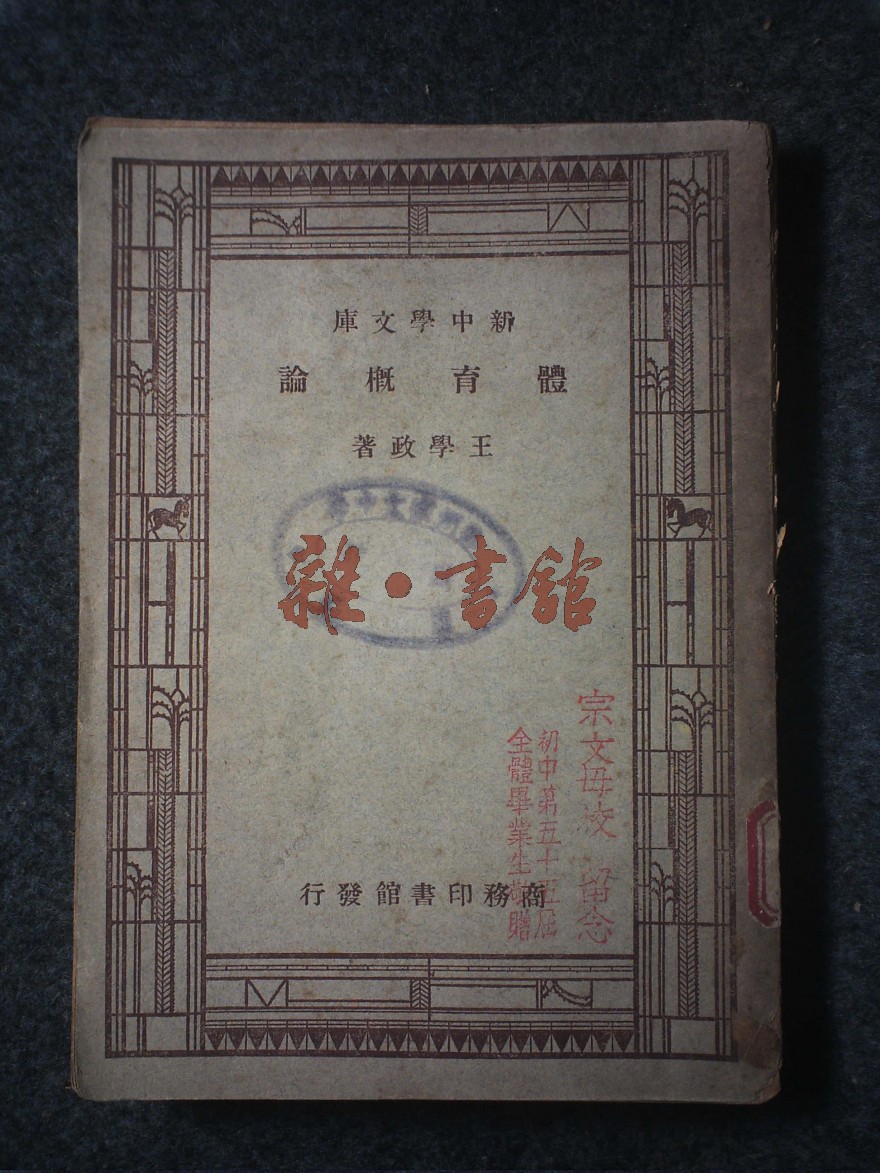 新中學文庫
體育概論
王學政著
雜·書館
宗文母校 留念
初中第五十五屆
全體畢業生敬贈
商務印書館發行